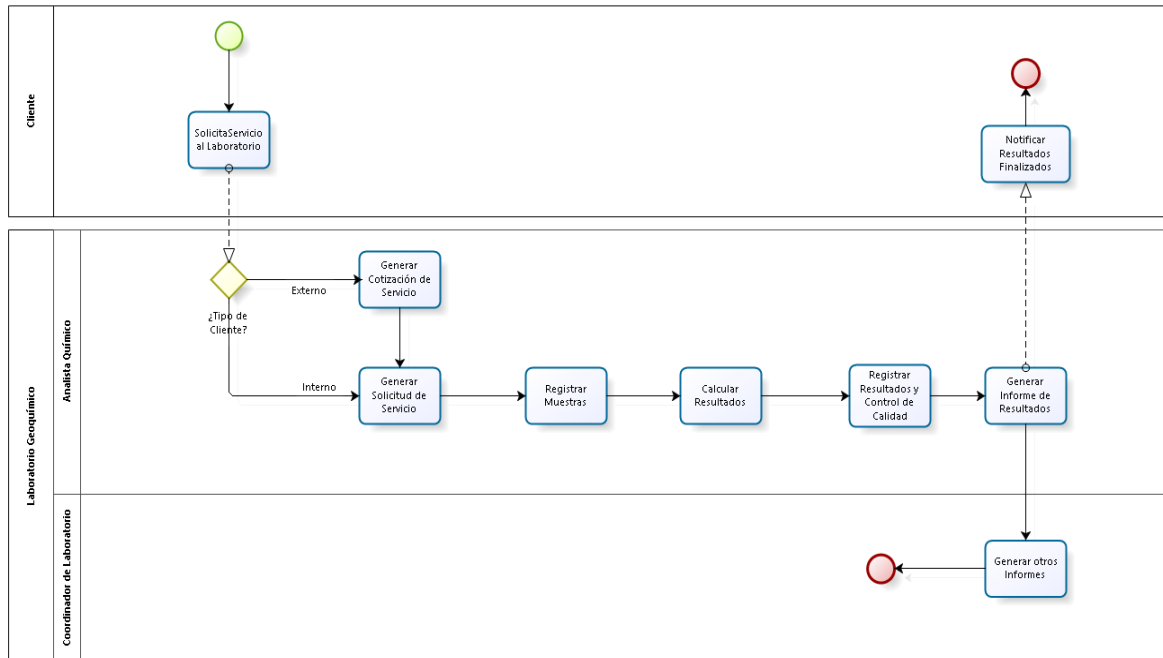 Cliente
SolicitaServicio
al Laboratorio
Notificar
Resultados
Finalizados
Laboratorio Geoquímico
Analista Químico
¿Tipo de
Cliente?
Externo
Generar
Cotización de
Servicio
Interno
Generar
Solicitud de
Servicio
Registrar
Muestras
Calcular
Resultados
Registrar
Resultados y
Control de
Calidad
Generar
Informe de
Resultados
Coordinador de Laboratorio
Generar otros
Informes